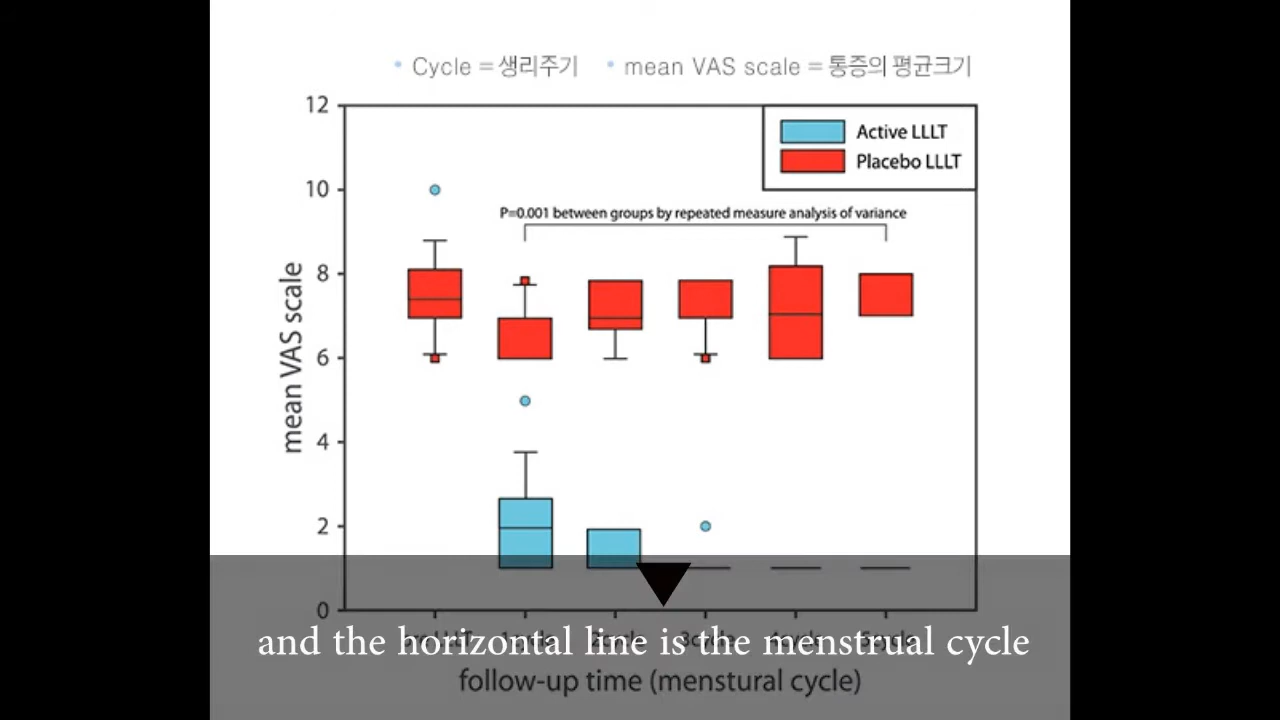 • Cycle = 생리주기 • mean VAS scale = 통증의 평균크기
12
Active LLLT
Placebo LLLT
10
P=0.001 between groups by repeated measure analysis of variance
8
mean VAS scale
6
4
2
0
and the horizontal line is the menstrual cycle
follow-up time (menstural cycle)